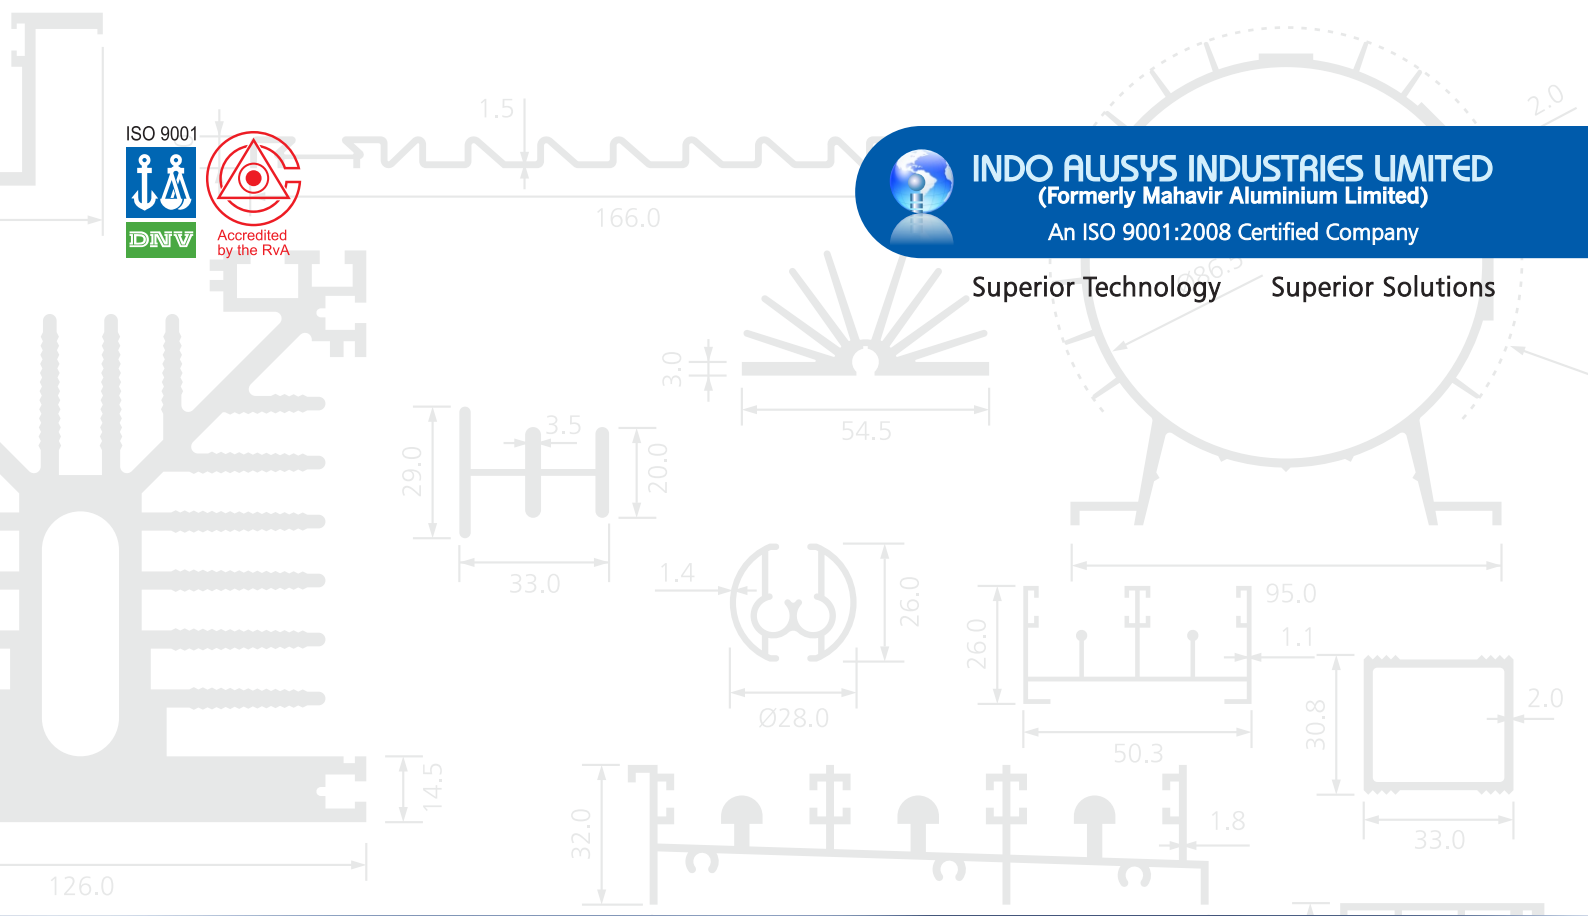 1.5
2.0
ISO 9001
INDO ALUSYS INDUSTRIES LIMITED
(Formerly Mahavir Aluminium Limited)
An ISO 9001:2008 Certified Company
166.0
DNV
Accredited
by the RvA
Superior Technology Superior Solutions
3.0
54.5
3.5
29.0
20.0
33.0
1.4
26.0
Ø28.0
95.0
26.0
1.1
50.3
30.8
2.0
33.0
14.5
32.0
1.8
126.0